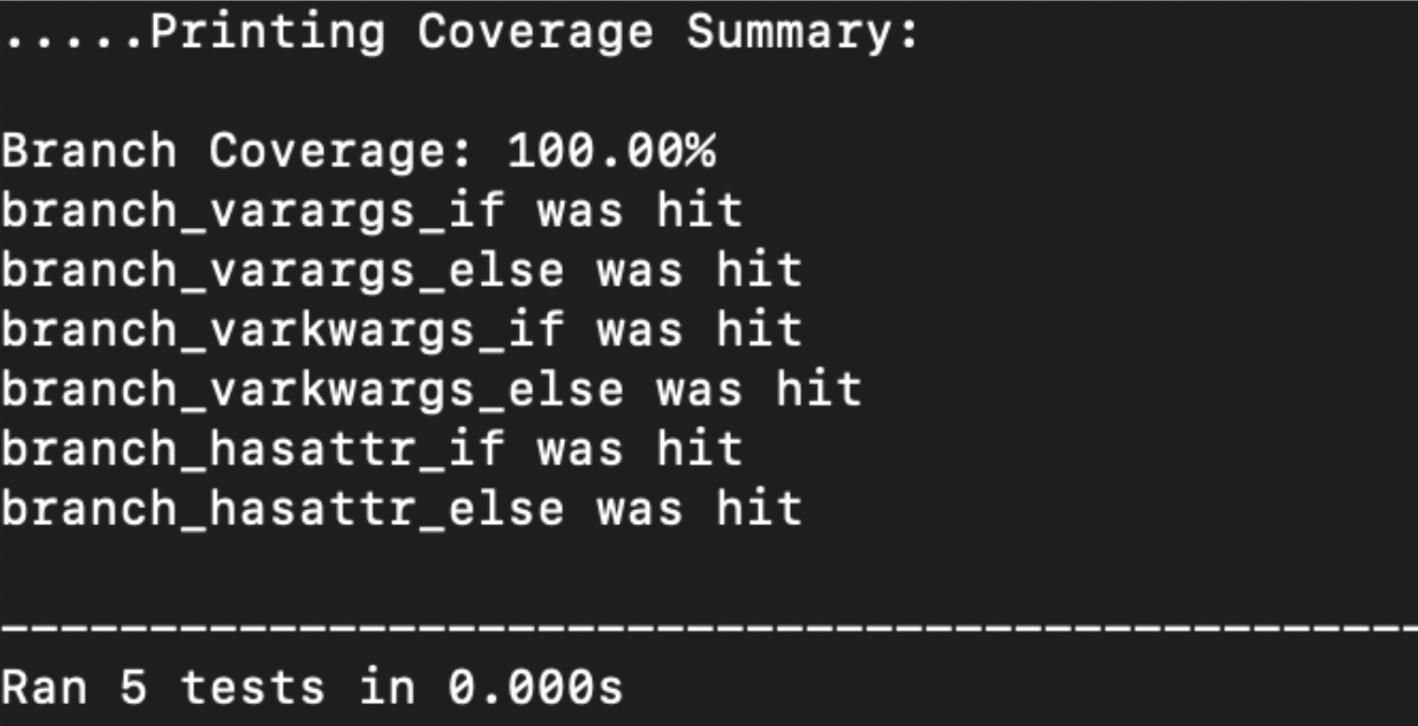 .....Printing Coverage Summary:
Branch Coverage: 100.00%
branch_varargs_if was hit
branch_varargs_else was hit
branch_varkwargs_if was hit
branch_varkwargs_else was hit
branch_hasattr_if was hit
branch_hasattr_else was hit
------------------------------------------------
Ran 5 tests in 0.000s